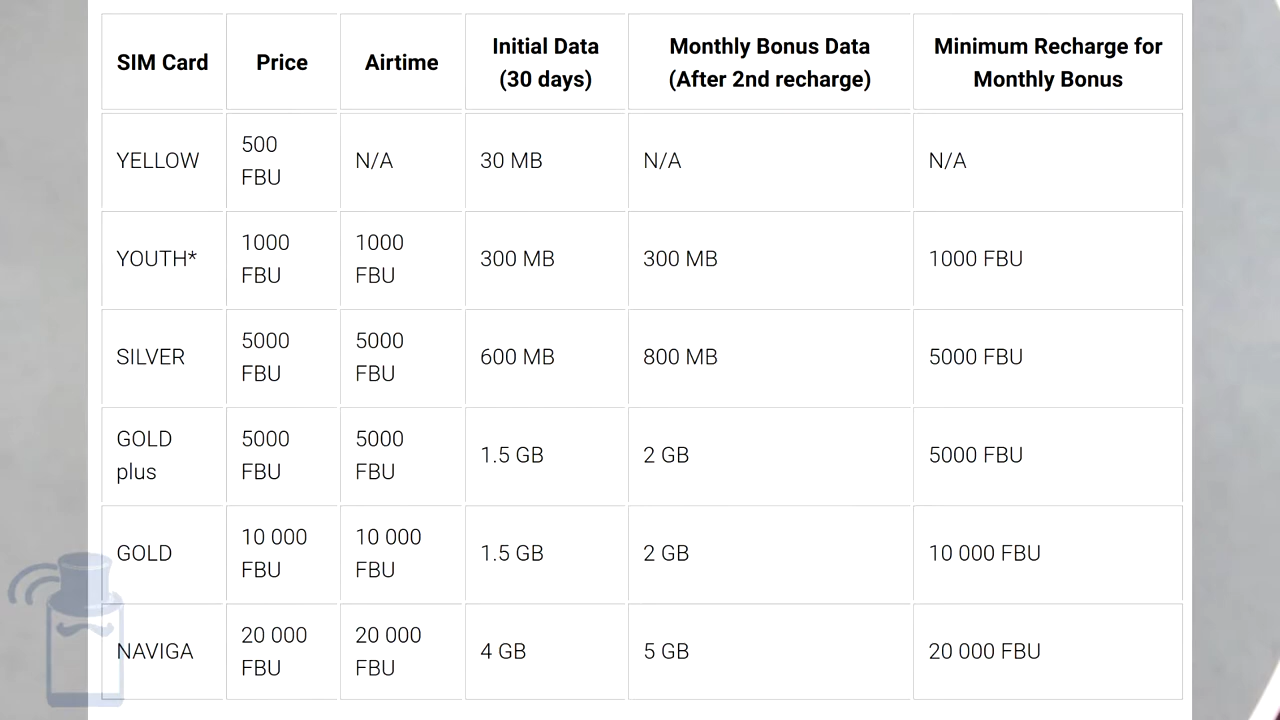 SIM Card Price Airtime Initial Data (30 days) Monthly Bonus Data (After 2nd recharge) Minimum Recharge for Monthly Bonus
YELLOW 500 FBU N/A 30 MB N/A N/A
YOUTH* 1000 FBU 1000 FBU 300 MB 300 MB 1000 FBU
SILVER 5000 FBU 5000 FBU 600 MB 800 MB 5000 FBU
GOLD plus 5000 FBU 5000 FBU 1.5 GB 2 GB 5000 FBU
GOLD 10 000 FBU 10 000 FBU 1.5 GB 2 GB 10 000 FBU
NAVIGA 20 000 FBU 20 000 FBU 4 GB 5 GB 20 000 FBU